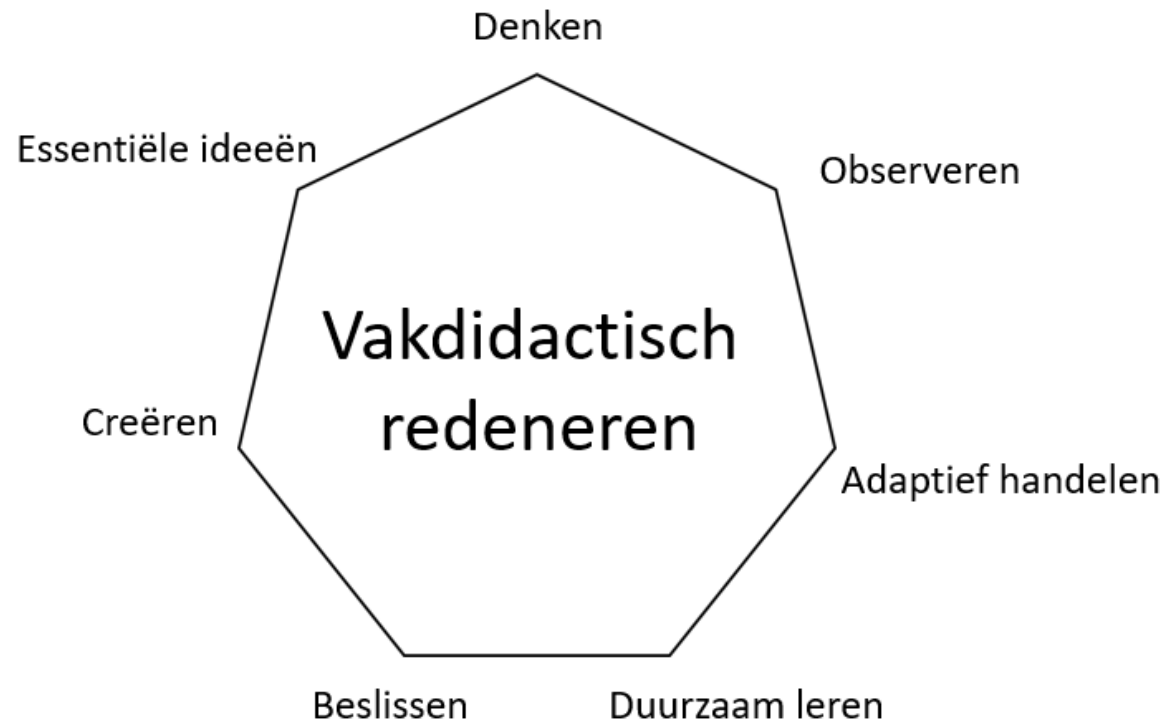 Denken
Essentiële ideeën
Observeren
Vakdidactisch
redeneren
Creëren
Adaptief handelen
Beslissen
Duurzaam leren